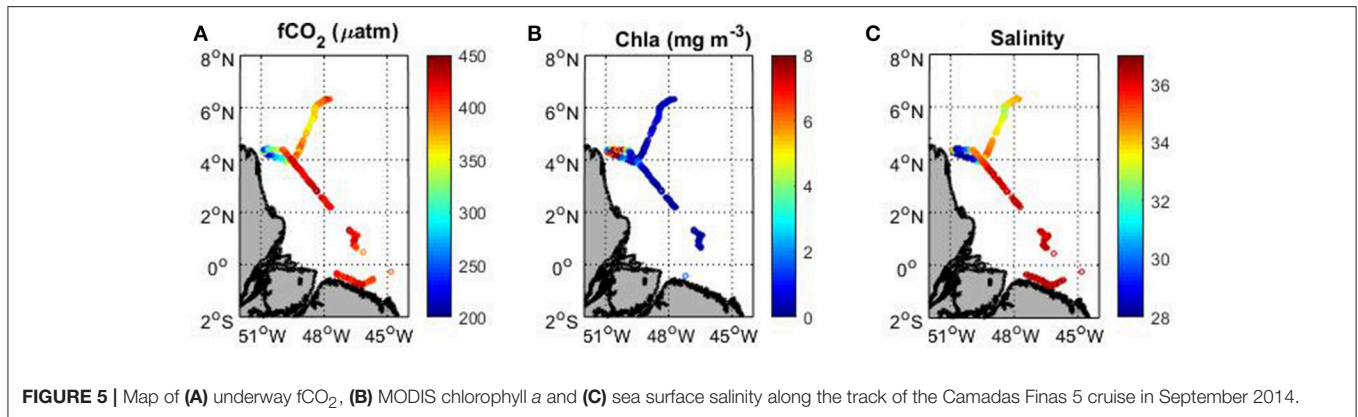 A
fCO₂ (μatm)
8°N
6°N
4°N
2°N
0°
2°S
51°W 48°W 45°W
450
400
350
300
250
200
B
Chla (mg m⁻³)
8°N
6°N
4°N
2°N
0°
2°S
51°W 48°W 45°W
8
6
4
2
0
C
Salinity
8°N
6°N
4°N
2°N
0°
2°S
51°W 48°W 45°W
36
34
32
30
28
FIGURE 5 | Map of (A) underway fCO₂, (B) MODIS chlorophyll a and (C) sea surface salinity along the track of the Camadas Finas 5 cruise in September 2014.